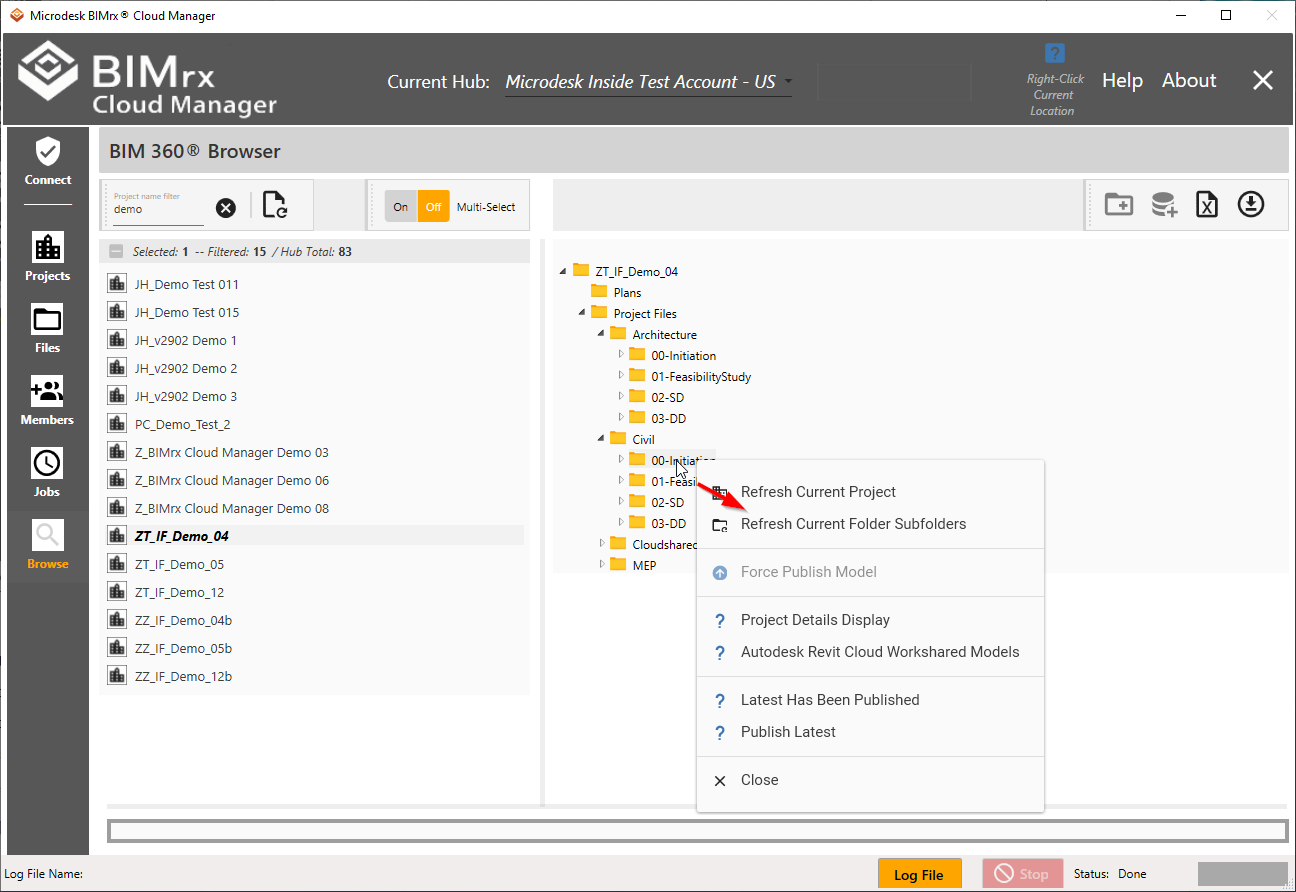 Microdesk BIMrx® Cloud Manager
BIMrx
Cloud Manager
Current Hub: Microdesk Inside Test Account - US
?
Right-Click
Current
Location
Help
About
Connect
Projects
Files
Members
Jobs
Browse
BIM 360® Browser
Project name filter
demo
On
Off
Multi-Select
Selected: 1 -- Filtered: 15 / Hub Total: 83
JH_Demo Test 011
JH_Demo Test 015
JH_v2902 Demo 1
JH_v2902 Demo 2
JH_v2902 Demo 3
PC_Demo_Test_2
Z_BIMrx Cloud Manager Demo 03
Z_BIMrx Cloud Manager Demo 06
Z_BIMrx Cloud Manager Demo 08
ZT_IF_Demo_04
ZT_IF_Demo_05
ZT_IF_Demo_12
ZZ_IF_Demo_04b
ZZ_IF_Demo_05b
ZZ_IF_Demo_12b
ZT_IF_Demo_04
Plans
Project Files
Architecture
00-Initiation
01-FeasibilityStudy
02-SD
03-DD
Civil
00-Initiation
01-Feasi
02-SD
03-DD
Cloudshared
MEP
Refresh Current Project
Refresh Current Folder Subfolders
Force Publish Model
? Project Details Display
? Autodesk Revit Cloud Workshared Models
? Latest Has Been Published
? Publish Latest
Close
Log File Name:
Log File
Stop
Status: Done